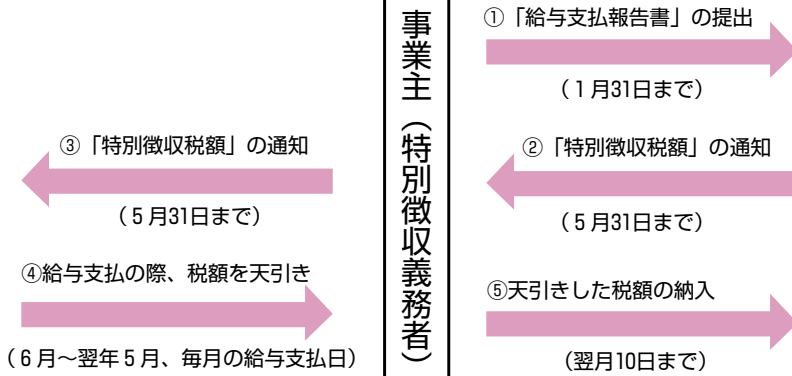 事業主（特別徴収義務者）
①「給与支払報告書」の提出
（１月31日まで）
③「特別徴収税額」の通知
（５月31日まで）
②「特別徴収税額」の通知
（５月31日まで）
④給与支払の際、税額を天引き
（６月～翌年５月、毎月の給与支払日）
⑤天引きした税額の納入
（翌月10日まで）